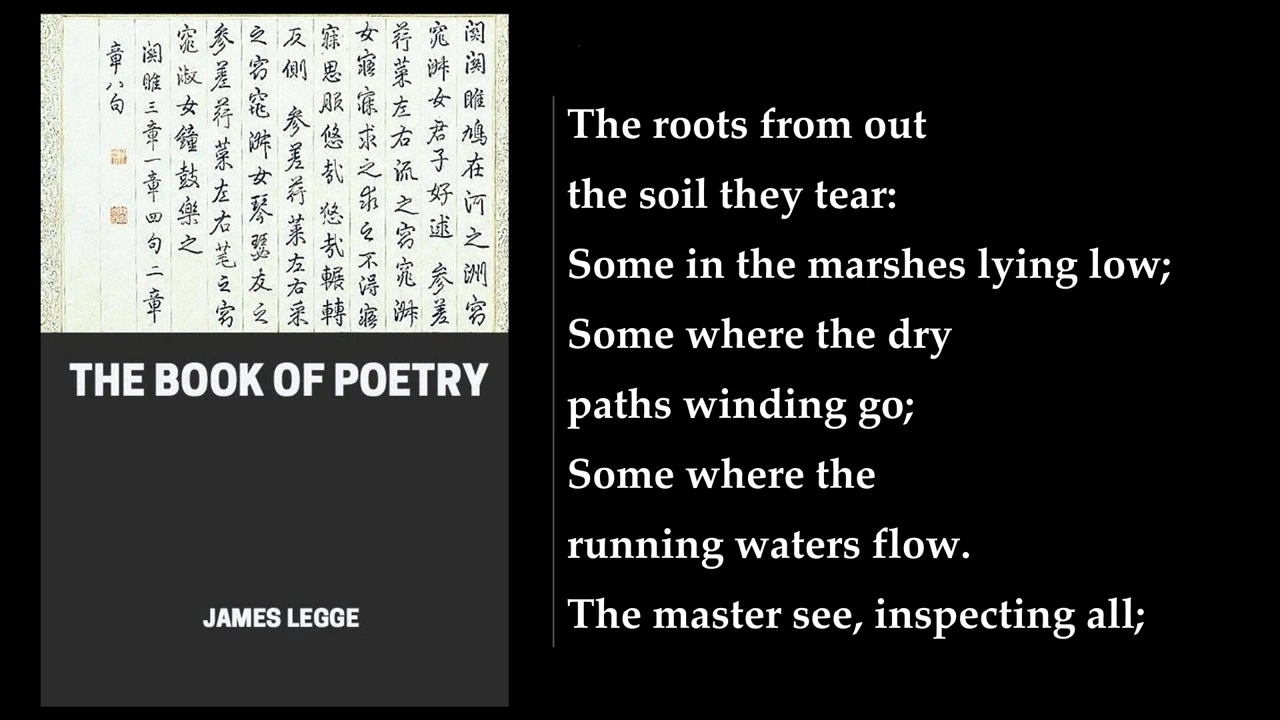 関関雎鳩在河之洲窈
窕淑女君子好逑 參差
荇菜左右流之窈窕淑
女寤寐求之求之不得寤
寐思服悠哉悠哉輾轉
反側 參差荇菜左右采
之窈窕淑女琴瑟友之
參差荇菜左右芼之窈
窕淑女鐘鼓樂之
関雎三章一章四句二章
章八句
THE BOOK OF POETRY
JAMES LEGGE
The roots from out
the soil they tear:
Some in the marshes lying low;
Some where the dry
paths winding go;
Some where the
running waters flow.
The master see, inspecting all;